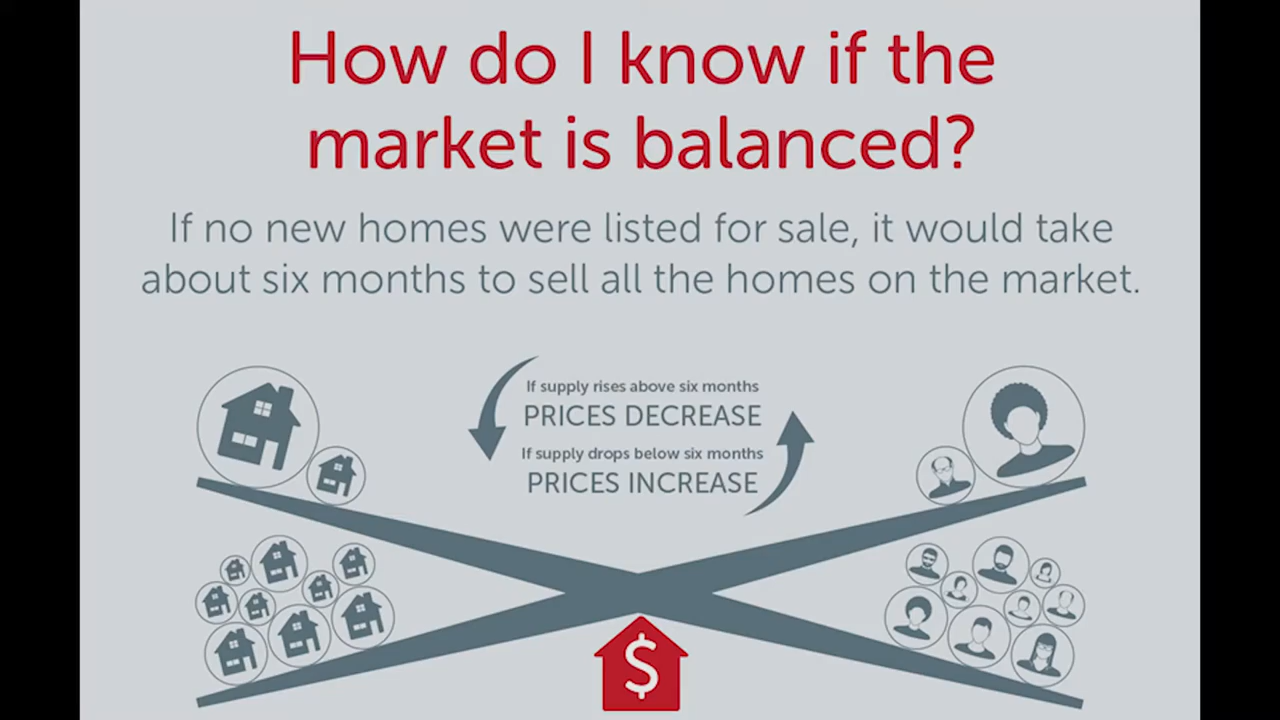 How do I know if the
market is balanced?
If no new homes were listed for sale, it would take
about six months to sell all the homes on the market.
If supply rises above six months
PRICES DECREASE
If supply drops below six months
PRICES INCREASE
$